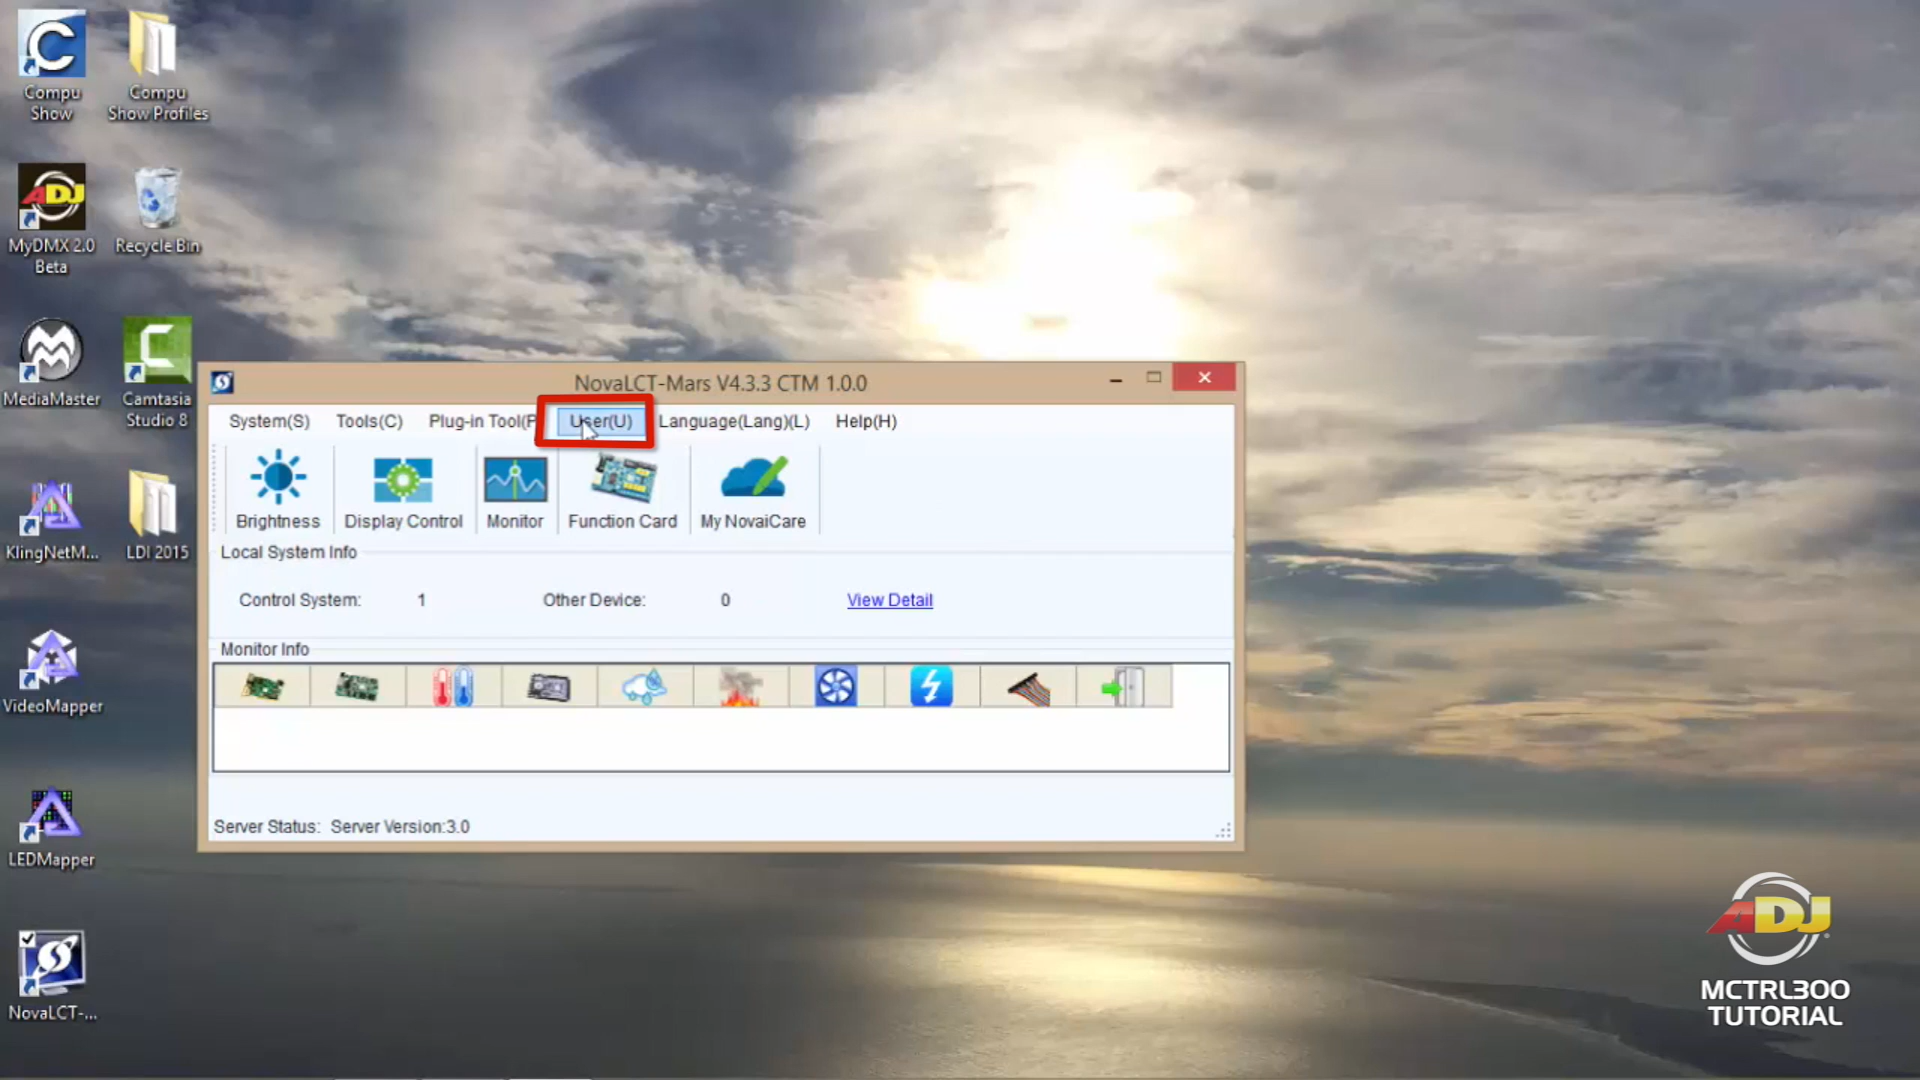 Compu
Show
Compu
Show Profiles
ADJ
MyDMX 2.0
Beta
Recycle Bin
MediaMaster
Camtasia
Studio 8
KlingNetM...
LDI 2015
VideoMapper
LEDMapper
NovaLCT-...
NovaLCT-Mars V4.3.3 CTM 1.0.0
System(S) Tools(C) Plug-in Tool(P User(U) Language(Lang)(L) Help(H)
Brightness Display Control Monitor Function Card My NovaiCare
Local System Info
Control System: 1 Other Device: 0 View Detail
Monitor Info
Server Status: Server Version:3.0
ADJ
MCTRL300
TUTORIAL